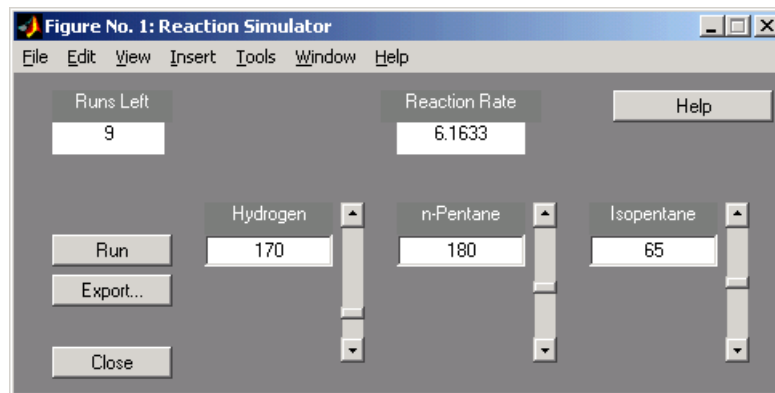 Figure No. 1: Reaction Simulator
File Edit View Insert Tools Window Help
Runs Left Reaction Rate Help
9 6.1633
Hydrogen n-Pentane Isopentane
Run 170 180 65
Export...
Close